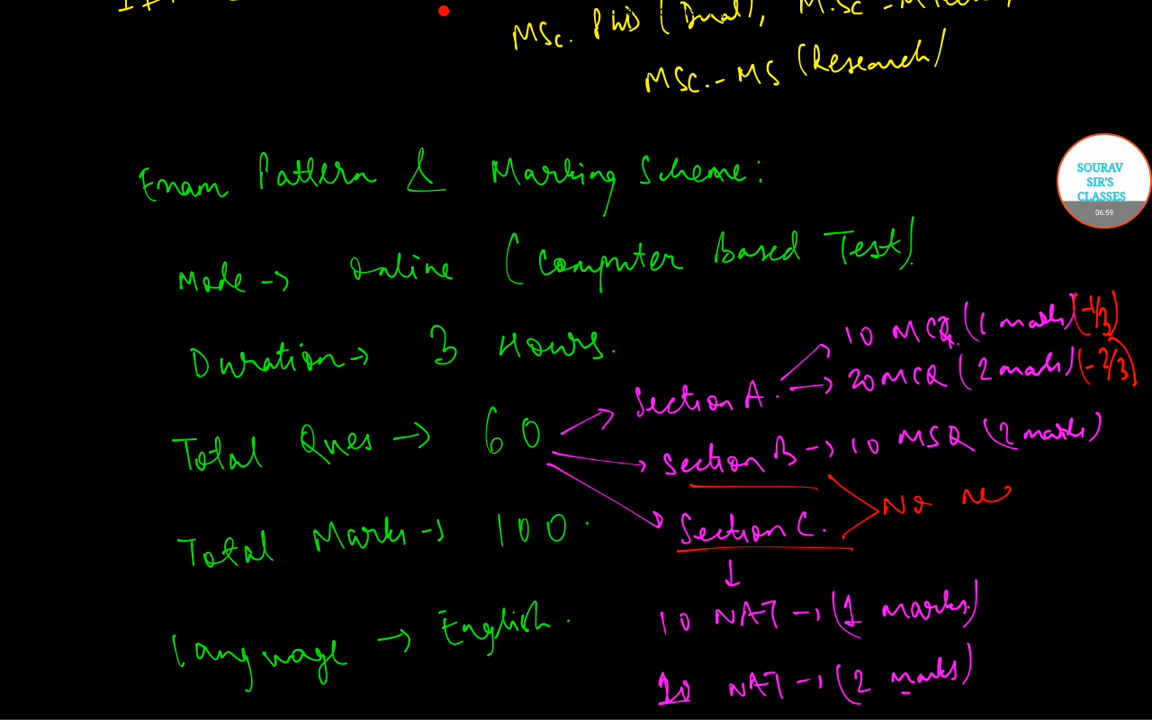 MSc. PhD (Dual), M.Sc -
MSc. - MS (Research)
Exam Pattern & Marking Scheme:
SOURAV
SIR'S
CLASSES
06:59
Mode -> Online (Computer Based Test)
Duration -> 3 Hours.
10 MCQ. (1 mark) (-1/3)
20 MCQ (2 marks) (-2/3)
Section A.
Total Ques -> 60
Section B -> 10 MSQ (2 marks)
No Ne
Section C.
Total Marks -> 100.
10 NAT -> (1 marks)
Language -> English.
10 NAT -> (2 marks)